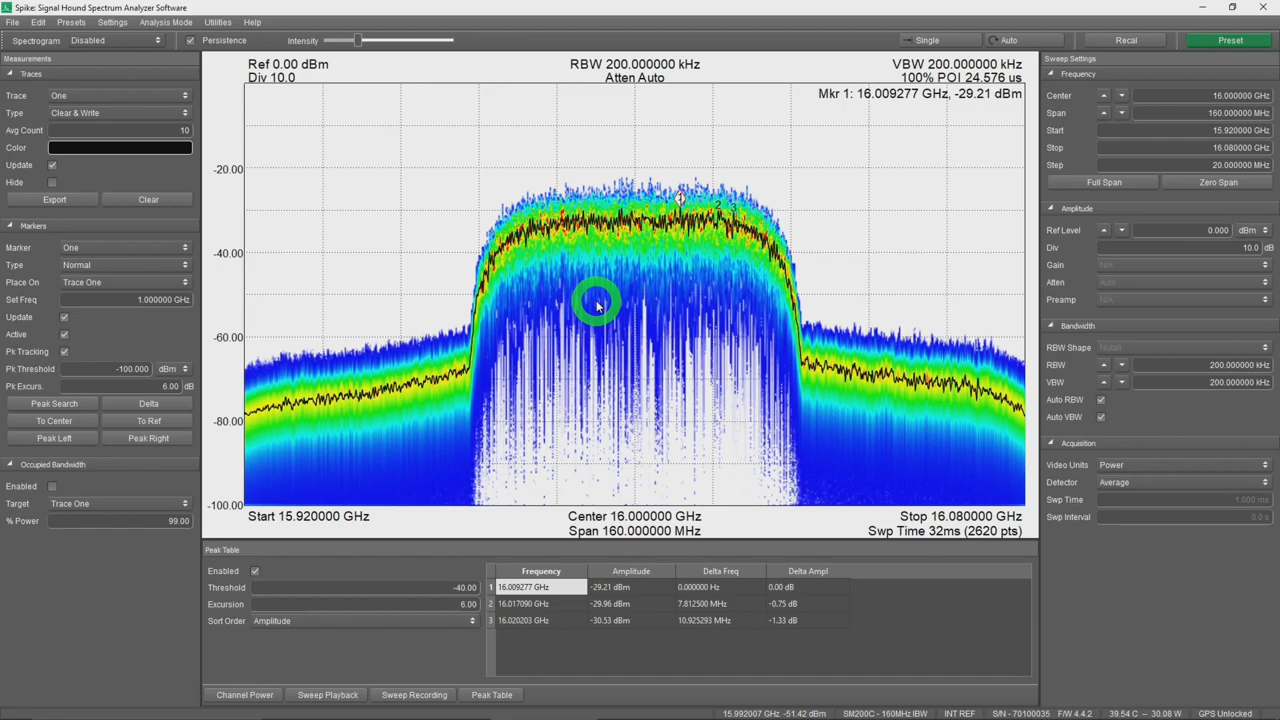 Spike: Signal Hound Spectrum Analyzer Software
File Edit Presets Settings Analysis Mode Utilities Help
Spectrogram Disabled Persistence Intensity Single Auto Recal Preset
Measurements
Traces
Trace One
Type Clear & Write
Avg Count 10
Color
Update
Hide
Export Clear
Markers
Marker One
Type Normal
Place On Trace One
Set Freq 1.000000 GHz
Update
Active
Pk Tracking
Pk Threshold -100.000 dBm
Pk Excurs. 6.00 dB
Peak Search Delta
To Center To Ref
Peak Left Peak Right
Occupied Bandwidth
Enabled
Target Trace One
% Power 99.00
Ref 0.00 dBm RBW 200.000000 kHz VBW 200.000000 kHz
Div 10.0 Atten Auto 100% POI 24.576 us
Mkr 1: 16.009277 GHz, -29.21 dBm
-20.00
2 3
-40.00
-60.00
-80.00
-100.00
Start 15.920000 GHz Center 16.000000 GHz Stop 16.080000 GHz
Span 160.000000 MHz Swp Time 32ms (2620 pts)
Peak Table
Enabled
Threshold -40.00
Excursion 6.00
Sort Order Amplitude
Frequency Amplitude Delta Freq Delta Ampl
1 16.009277 GHz -29.21 dBm 0.000000 Hz 0.00 dB
2 16.017090 GHz -29.96 dBm 7.812500 MHz -0.75 dB
3 16.020203 GHz -30.53 dBm 10.925293 MHz -1.33 dB
Channel Power Sweep Playback Sweep Recording Peak Table
Sweep Settings
Frequency
Center 16.000000 GHz
Span 160.000000 MHz
Start 15.920000 GHz
Stop 16.080000 GHz
Step 20.000000 MHz
Full Span Zero Span
Amplitude
Ref Level 0.000 dBm
Div 10.0 dB
Gain N/A
Atten Auto
Preamp N/A
Bandwidth
RBW Shape Nutall
RBW 200.000000 kHz
VBW 200.000000 kHz
Auto RBW
Auto VBW
Acquisition
Video Units Power
Detector Average
Swp Time 1.000 ms
Swp Interval 0.0 s
15.992007 GHz -51.42 dBm SM200C - 160MHz IBW INT REF S/N - 70100035 F/W 4.4.2 39.54 C - 30.08 W GPS Unlocked